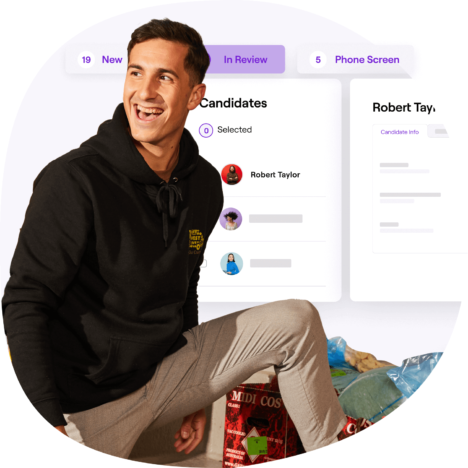 19 New
In Review
5 Phone Screen
Candidates
0 Selected
Robert Taylor
Robert Tay
Candidate info
MIDI COS